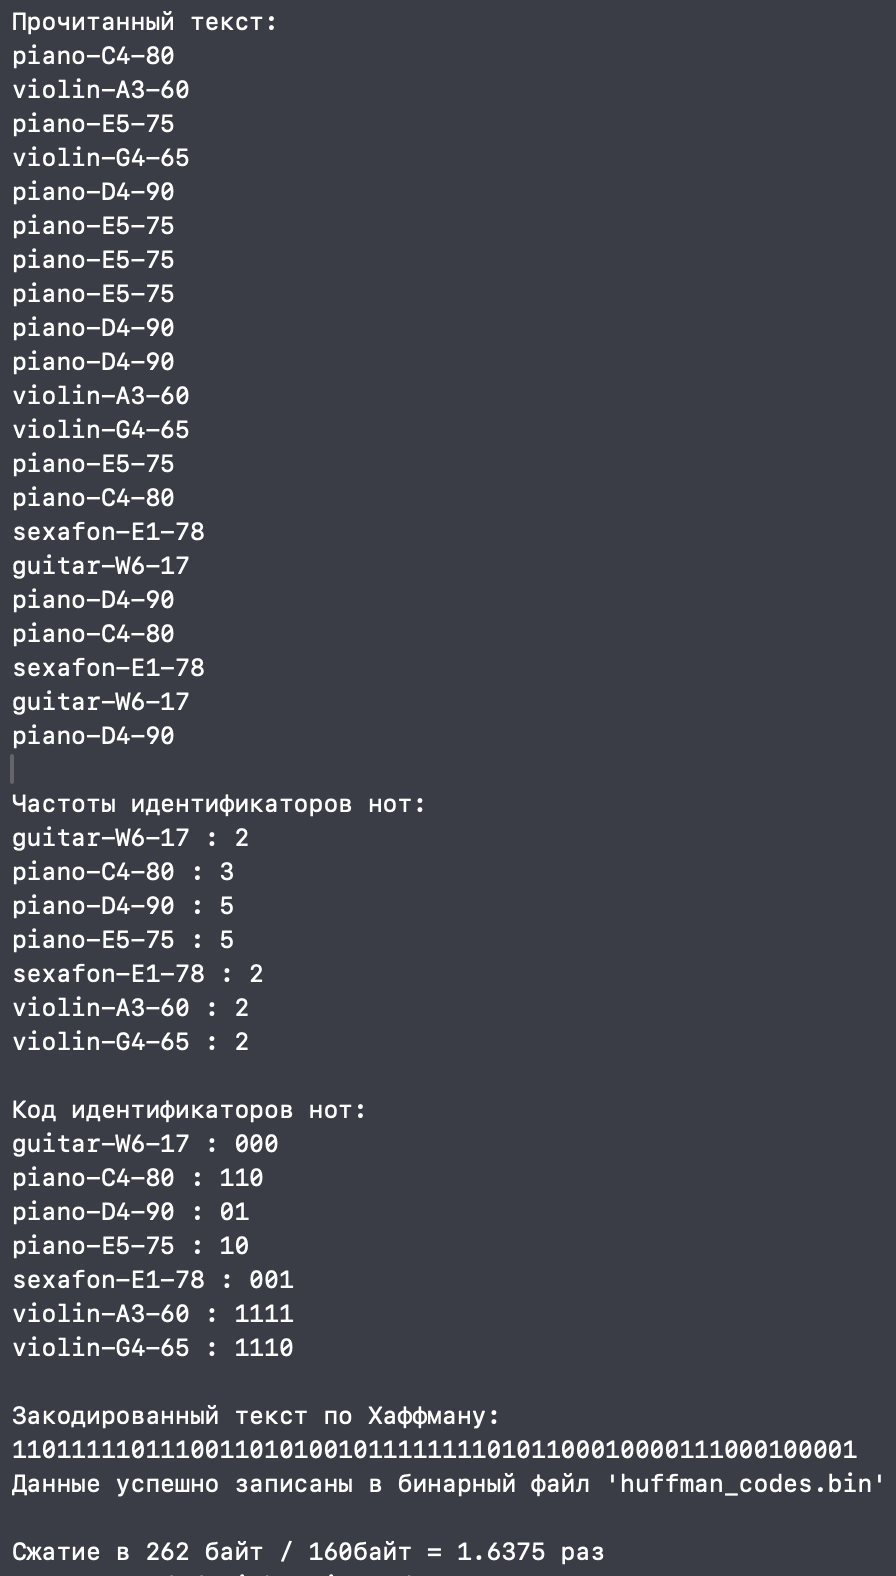 Прочитанный текст:
piano-C4-80
violin-A3-60
piano-E5-75
violin-G4-65
piano-D4-90
piano-E5-75
piano-E5-75
piano-E5-75
piano-D4-90
piano-D4-90
violin-A3-60
violin-G4-65
piano-E5-75
piano-C4-80
sexafon-E1-78
guitar-W6-17
piano-D4-90
piano-C4-80
sexafon-E1-78
guitar-W6-17
piano-D4-90
Частоты идентификаторов нот:
guitar-W6-17 : 2
piano-C4-80 : 3
piano-D4-90 : 5
piano-E5-75 : 5
sexafon-E1-78 : 2
violin-A3-60 : 2
violin-G4-65 : 2
Код идентификаторов нот:
guitar-W6-17 : 000
piano-C4-80 : 110
piano-D4-90 : 01
piano-E5-75 : 10
sexafon-E1-78 : 001
violin-A3-60 : 1111
violin-G4-65 : 1110
Закодированный текст по Хаффману:
110111110111001101010010111111110101100010000111000100001
Данные успешно записаны в бинарный файл 'huffman_codes.bin'
Сжатие в 262 байт / 160байт = 1.6375 раз